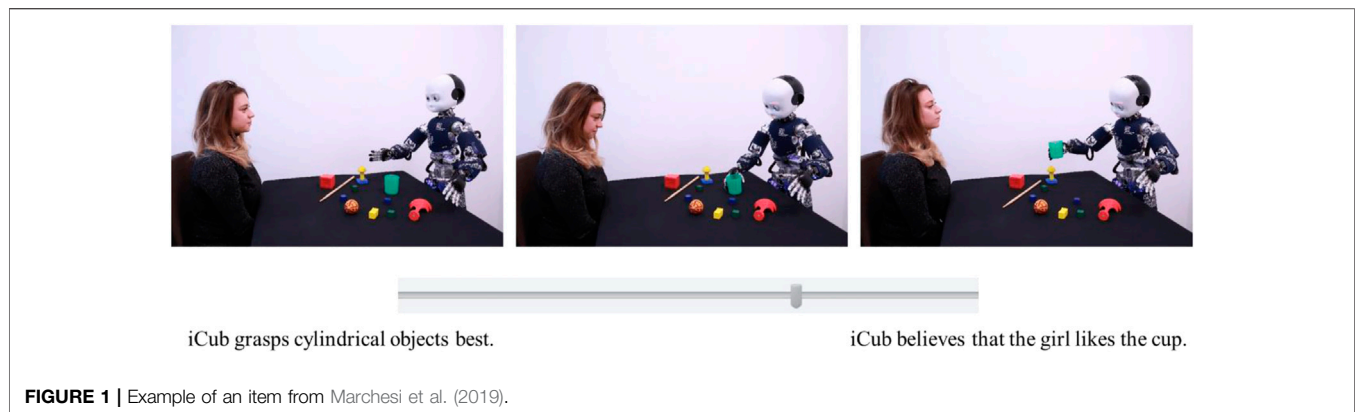 iCub grasps cylindrical objects best.
iCub believes that the girl likes the cup.
FIGURE 1 | Example of an item from Marchesi et al. (2019).